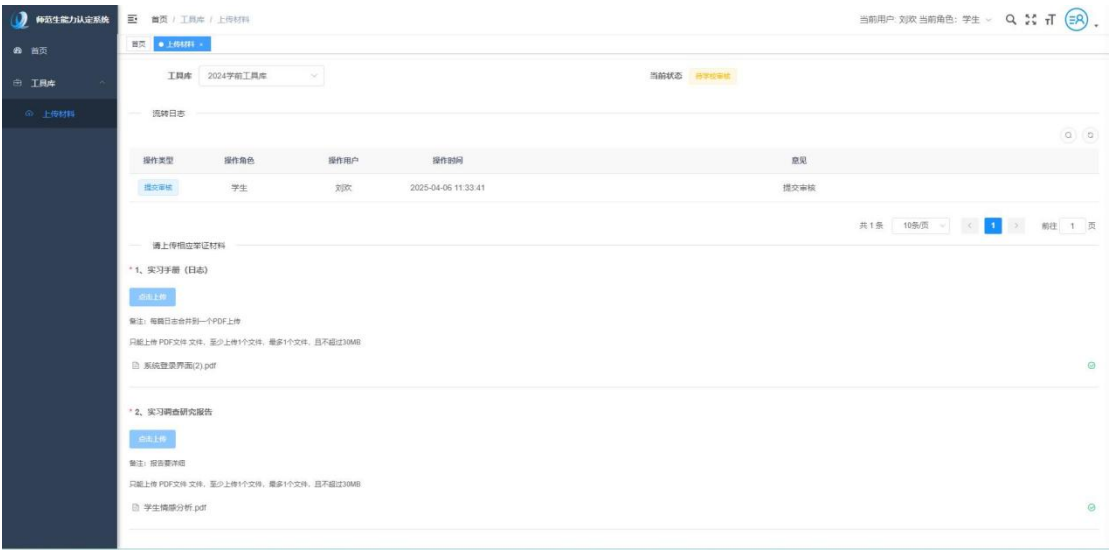 师范生能力认定系统
首页 / 工具库 / 上传材料
当前用户 刘欢 当前角色：学生
首页
上传材料 ×
首页
工具库
上传材料
工具库 2024学前工具库
当前状态 待学校审核
流转日志
操作类型 操作角色 操作用户 操作时间 意见
提交审核 学生 刘欢 2025-04-06 11:33:41 提交审核
共 1 条 10条/页 < 1 > 前往 1 页
请上传相应举证材料
* 1、实习手册（日志）
点击上传
备注：每篇日志合并到一个PDF上传
只能上传 PDF文件 文件，至少上传1个文件，最多1个文件，且不超过30MB
系统登录界面(2).pdf
* 2、实习调查研究报告
点击上传
备注：报告要详细
只能上传 PDF文件 文件，至少上传1个文件，最多1个文件，且不超过30MB
学生情感分析.pdf